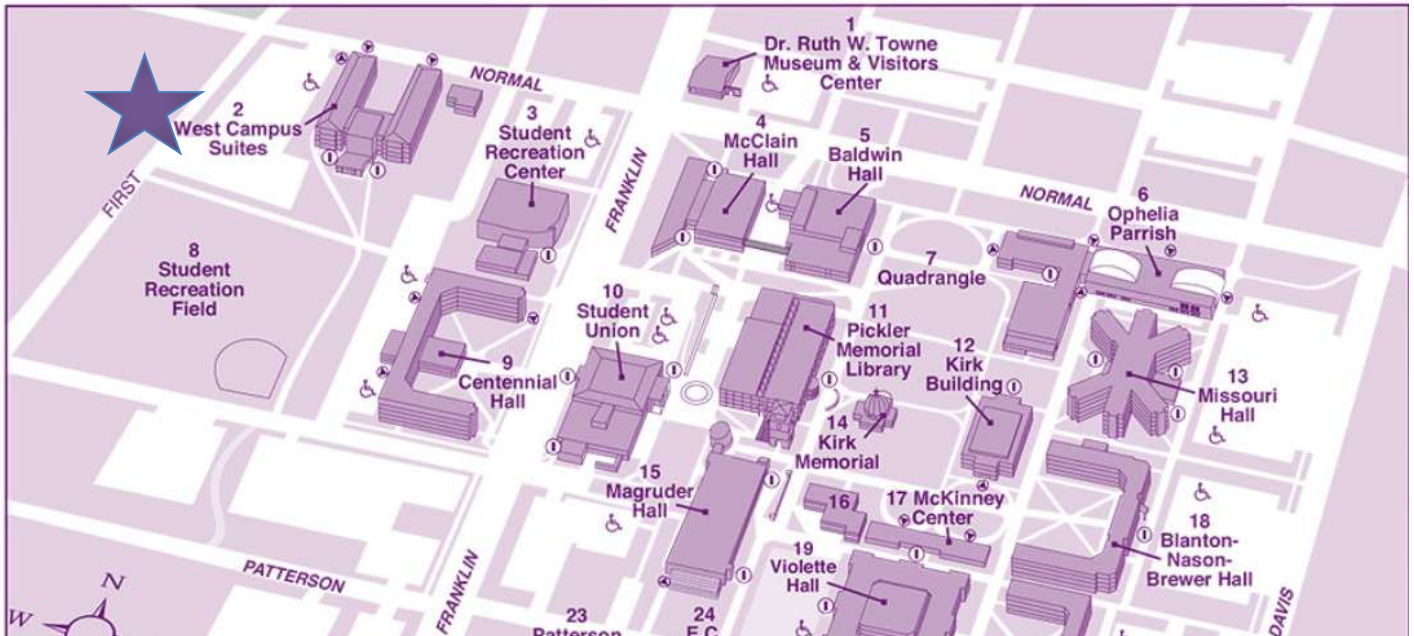 1
Dr. Ruth W. Towne
Museum & Visitors
Center
NORMAL
2
West Campus
Suites
3
Student
Recreation
Center
4
McClain
Hall
5
Baldwin
Hall
FRANKLIN
FIRST
NORMAL
6
Ophelia
Parrish
7
Quadrangle
8
Student
Recreation
Field
9
Centennial
Hall
10
Student
Union
11
Pickler
Memorial
Library
12
Kirk
Building
13
Missouri
Hall
14
Kirk
Memorial
15
Magruder
Hall
16
17 McKinney
Center
18
Blanton-
Nason-
Brewer Hall
19
Violette
Hall
PATTERSON
FRANKLIN
DAVIS
N
W
23
Patterson
24
E.C.